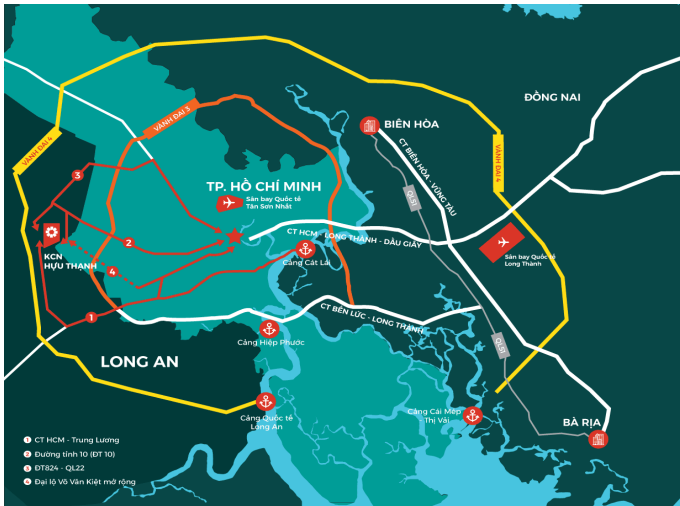 ĐỒNG NAI
VÀNH ĐAI 3
BIÊN HÒA
VÀNH ĐAI 4
CT BIÊN HÒA - VŨNG TÀU
VÀNH ĐAI 4
3
TP. HỒ CHÍ MINH
QL51
Sân bay Quốc tế
Tân Sơn Nhất
2
CT HCM - LONG THÀNH - DẦU GIÂY
KCN
HỰU THẠNH
Cảng Cát Lái
Sân bay Quốc tế
Long Thành
4
1
CT BẾN LỨC - LONG THÀNH
Cảng Hiệp Phước
QL51
LONG AN
Cảng Quốc tế
Long An
Cảng Cái Mép
Thị Vải
BÀ RỊA
1 CT HCM - Trung Lương
2 Đường tỉnh 10 (ĐT 10)
3 ĐT824 - QL22
4 Đại lộ Võ Văn Kiệt mở rộng